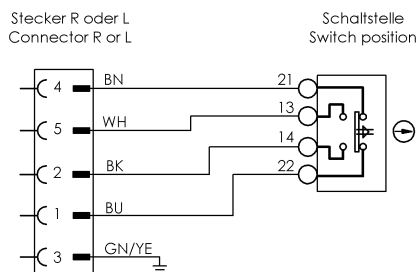 Stecker R oder L
Connector R or L
Schaltstelle
Switch position
4 BN 21
5 WH 13
2 BK 14
1 BU 22
3 GN/YE